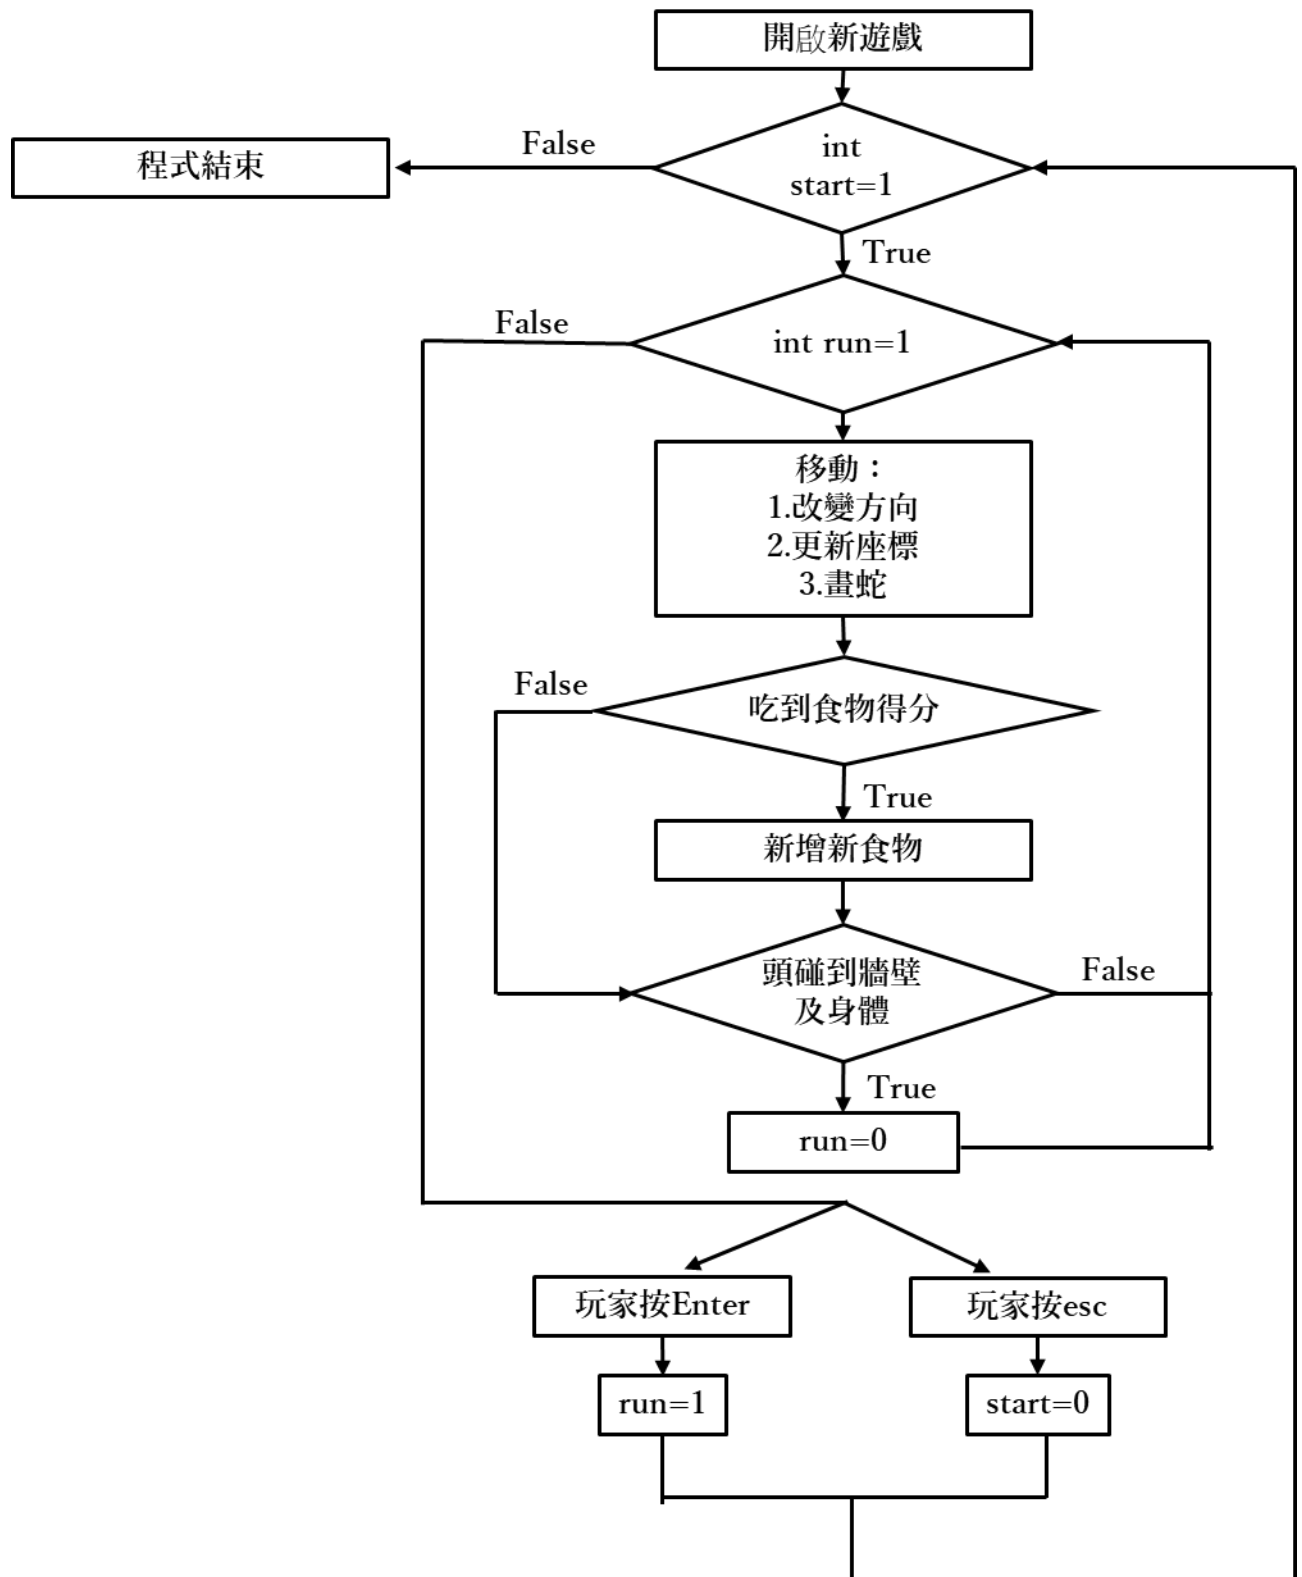 開啟新遊戲
False
程式結束
int
start=1
True
False
int run=1
移動：
1.改變方向
2.更新座標
3.畫蛇
False
吃到食物得分
True
新增新食物
頭碰到牆壁
及身體
False
True
run=0
玩家按Enter
玩家按esc
run=1
start=0